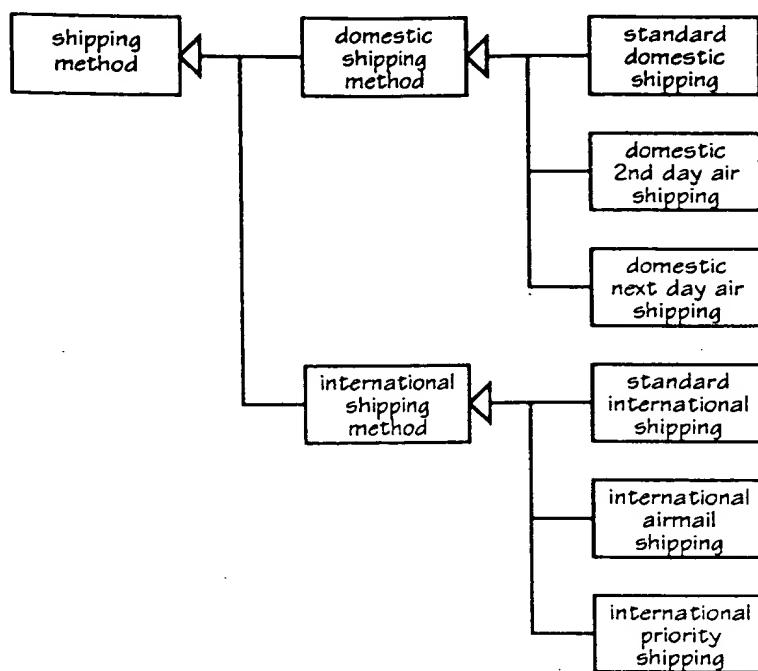 shipping
method
domestic
shipping
method
standard
domestic
shipping
domestic
2nd day air
shipping
domestic
next day air
shipping
international
shipping
method
standard
international
shipping
international
airmail
shipping
international
priority
shipping